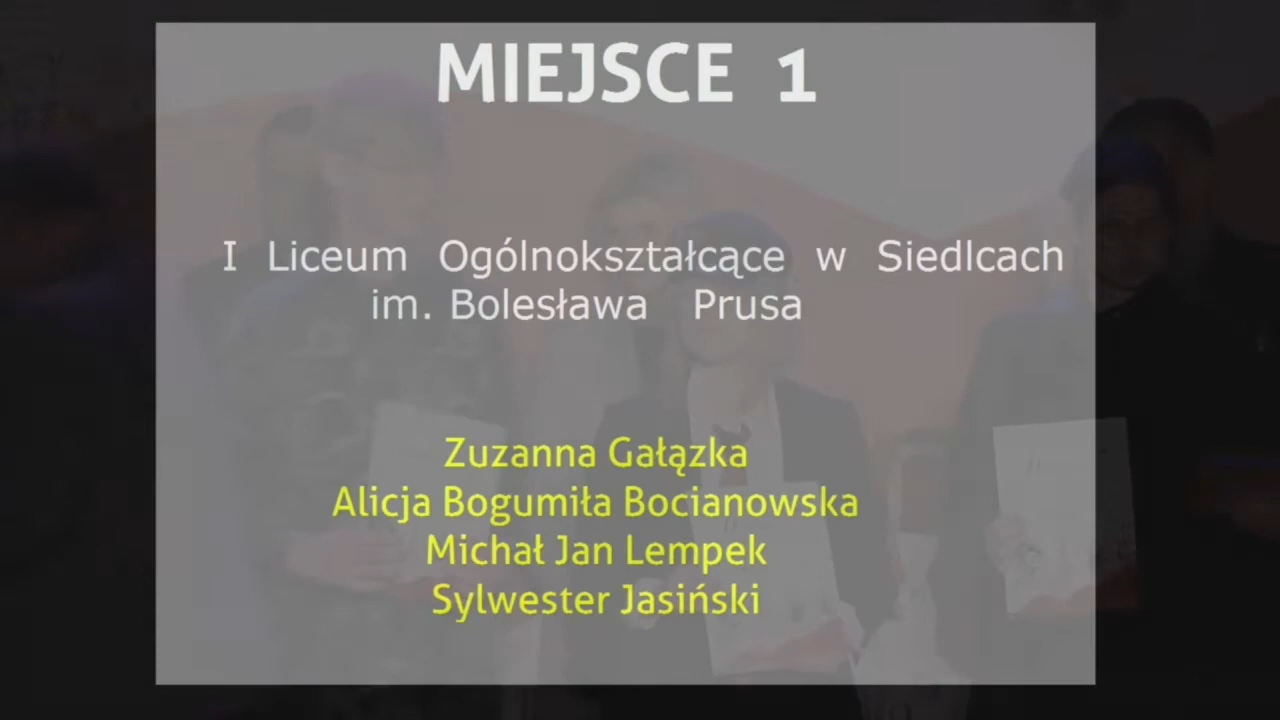 MIEJSCE 1
I Liceum Ogólnokształcące w Siedlcach
im. Bolesława Prusa
Zuzanna Gałązka
Alicja Bogumiła Bocianowska
Michał Jan Lempek
Sylwester Jasiński